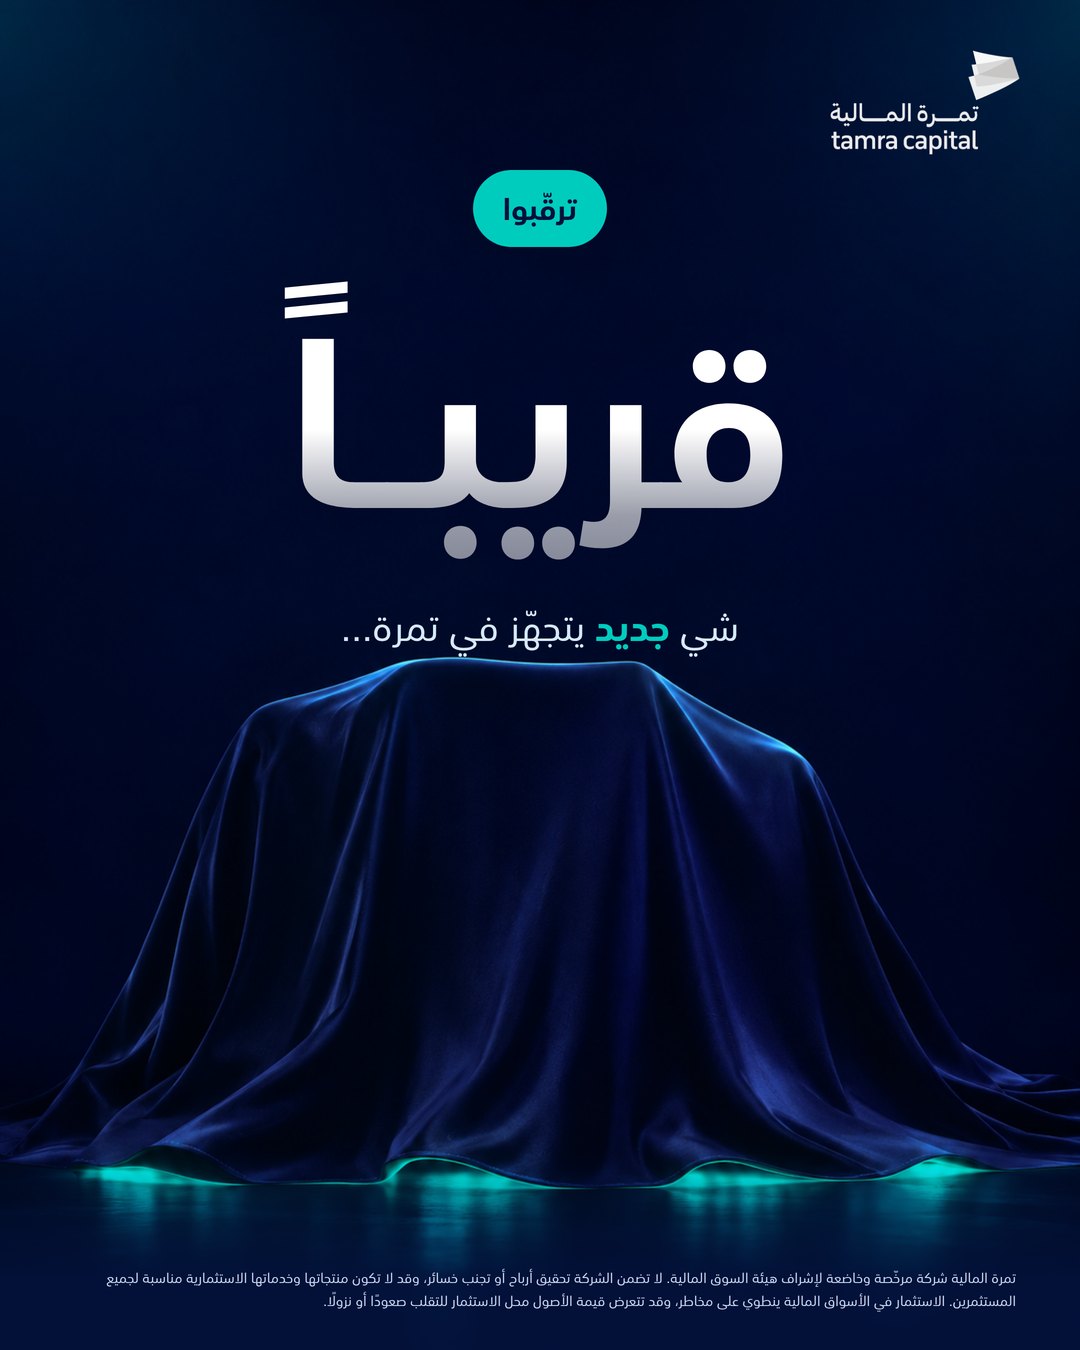 تمرة المالية
tamra capital
ترقّبوا
قريباً
شي جديد يتجهّز في تمرة...
تمرة المالية شركة مرخّصة وخاضعة لإشراف هيئة السوق المالية. لا تضمن الشركة تحقيق أرباح أو تجنب خسائر، وقد لا تكون منتجاتها وخدماتها الاستثمارية مناسبة لجميع
المستثمرين. الاستثمار في الأسواق المالية ينطوي على مخاطر، وقد تتعرض قيمة الأصول محل الاستثمار للتقلب صعودًا أو نزولًا.